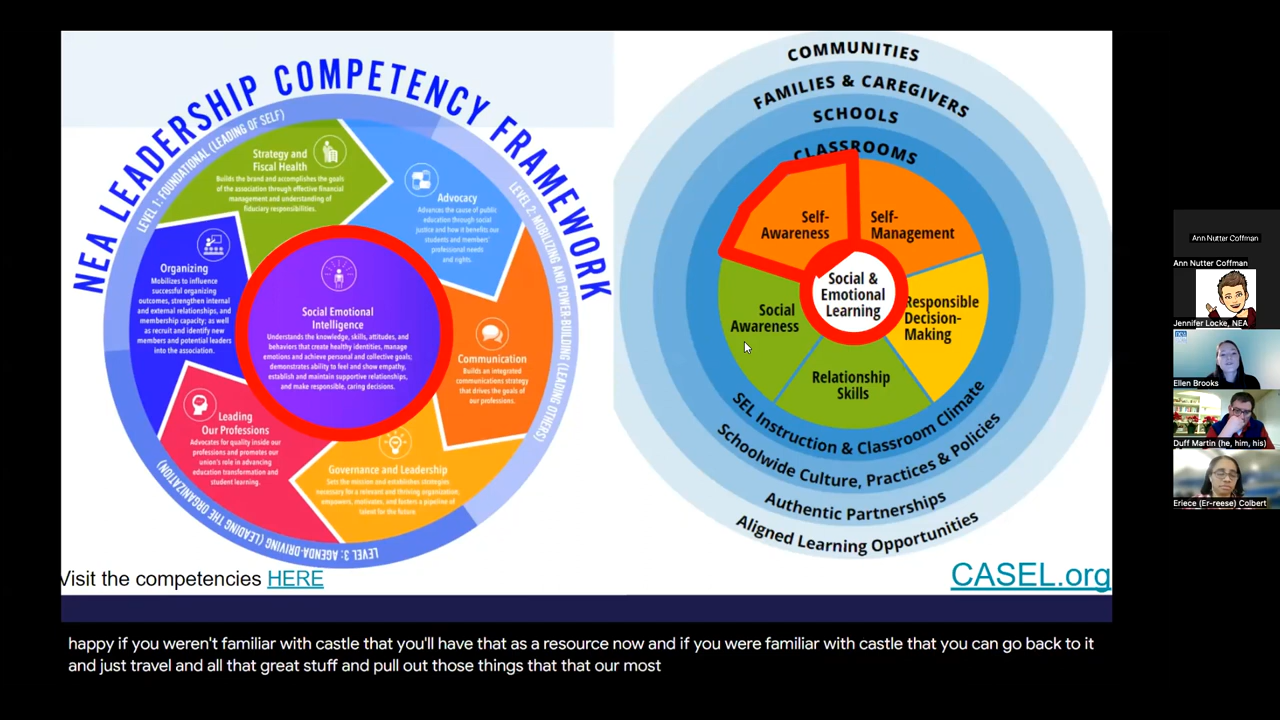 NEA LEADERSHIP COMPETENCY FRAMEWORK
LEVEL 1: FOUNDATIONAL (LEADING OF SELF)
LEVEL 2: MOBILIZING AND POWER-BUILDING (LEADING OTHERS)
LEVEL 3: AGENDA-DRIVING (LEADING THE ORGANIZATION)
Strategy and
Fiscal Health
Builds the brand and accomplishes the goals
of the association through effective financial
management and understanding of
fiduciary responsibilities.
Advocacy
Advances the cause of public
education through social
justice and how it benefits our
students and members'
professional needs
and rights.
Communication
Builds an integrated
communications strategy
that drives the goals of
our professions.
Governance and Leadership
Sets the mission and establishes strategies
necessary for a relevant and thriving organization;
empowers, motivates, and fosters a pipeline of
talent for the future
Leading
Our Professions
Advocates for quality inside our
professions and promotes our
union's role in advancing
education transformation and
student learning.
Organizing
Mobilizes to influence
successful organizing
outcomes, strengthen internal
and external relationships, and
membership capacity; as well
as recruit and identify new
members and potential leaders
into the association.
Social Emotional
Intelligence
Understands the knowledge, skills, attitudes, and
behaviors that create healthy identities, manage
emotions and achieve personal and collective goals;
demonstrates ability to feel and show empathy,
establish and maintain supportive relationships,
and make responsible, caring decisions.
Visit the competencies HERE
COMMUNITIES
FAMILIES & CAREGIVERS
SCHOOLS
CLASSROOMS
Self-
Awareness
Self-
Management
Social &
Emotional
Learning
Social
Awareness
Responsible
Decision-
Making
Relationship
Skills
SEL Instruction & Classroom Climate
Schoolwide Culture, Practices & Policies
Authentic Partnerships
Aligned Learning Opportunities
CASEL.org
Ann Nutter Coffman
Ann Nutter Coffman
Jennifer Locke, NEA
Ellen Brooks
Duff Martin (he, him, his)
Eriece (Er-reese) Colbert
happy if you weren't familiar with castle that you'll have that as a resource now and if you were familiar with castle that you can go back to it
and just travel and all that great stuff and pull out those things that that our most